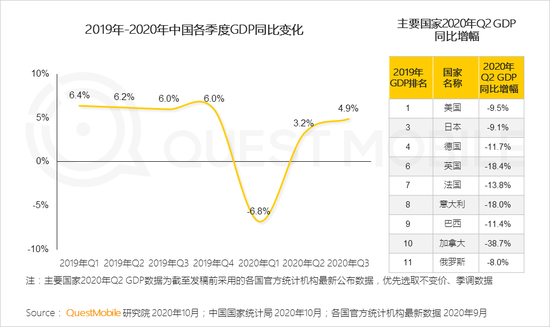 2019年-2020年中国各季度GDP同比变化
10%
5%
0%
-5%
-10%
6.4%
6.2%
6.0%
6.0%
-6.8%
3.2%
4.9%
2019年Q1
2019年Q2
2019年Q3
2019年Q4
2020年Q1
2020年Q2
2020年Q3
QUEST MOBILE
主要国家2020年Q2 GDP
同比增幅
2019年
GDP排名
国家
名称
2020年
Q2 GDP
同比增幅
1 美国 -9.5%
3 日本 -9.1%
4 德国 -11.7%
6 英国 -18.4%
7 法国 -13.8%
8 意大利 -18.0%
9 巴西 -11.4%
10 加拿大 -38.7%
11 俄罗斯 -8.0%
注：主要国家2020年Q2 GDP数据为截至发稿前采用的各国官方统计机构最新公布数据，优先选取不变价、季调数据
Source：QuestMobile研究院 2020年10月；中国国家统计局 2020年10月；各国官方统计机构最新数据 2020年9月